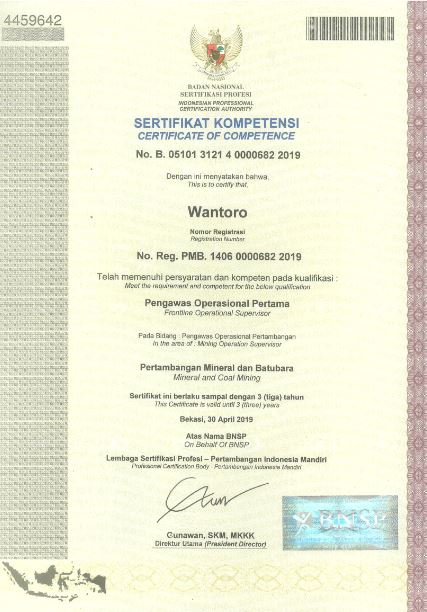 4459642
BADAN NASIONAL
SERTIFIKASI PROFESI
INDONESIAN PROFESSIONAL
CERTIFICATION AUTHORITY
SERTIFIKAT KOMPETENSI
CERTIFICATE OF COMPETENCE
No. B. 05101 3121 4 0000682 2019
Dengan ini menyatakan bahwa,
This is to certify that,
Wantoro
Nomor Registrasi
Registration Number
No. Reg. PMB. 1406 0000682 2019
Telah memenuhi persyaratan dan kompeten pada kualifikasi :
Meet the requirement and competent for the below qualification
Pengawas Operasional Pertama
Frontline Operational Supervisor
Pada Bidang : Pengawas Operasional Pertambangan
In the area of : Mining Operation Supervisor
Pertambangan Mineral dan Batubara
Mineral and Coal Mining
Sertifikat ini berlaku sampai dengan 3 (tiga) tahun
This Certificate is valid until 3 (three) years
Bekasi, 30 April 2019
Atas Nama BNSP
On Behalf Of BNSP
Lembaga Sertifikasi Profesi – Pertambangan Indonesia Mandiri
Profesional Certification Body - Pertambangan Indonesia Mandiri
BNSP
Gunawan, SKM, MKKK
Direktur Utama (President Director)